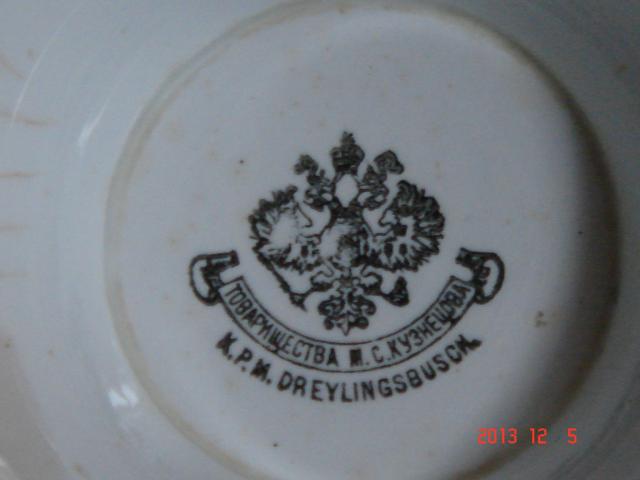 ТОВАРИЩЕСТВА М.С.КУЗНЕЦОВА
K.P.M. DREYLINGSBUSCH.
2013 12 5